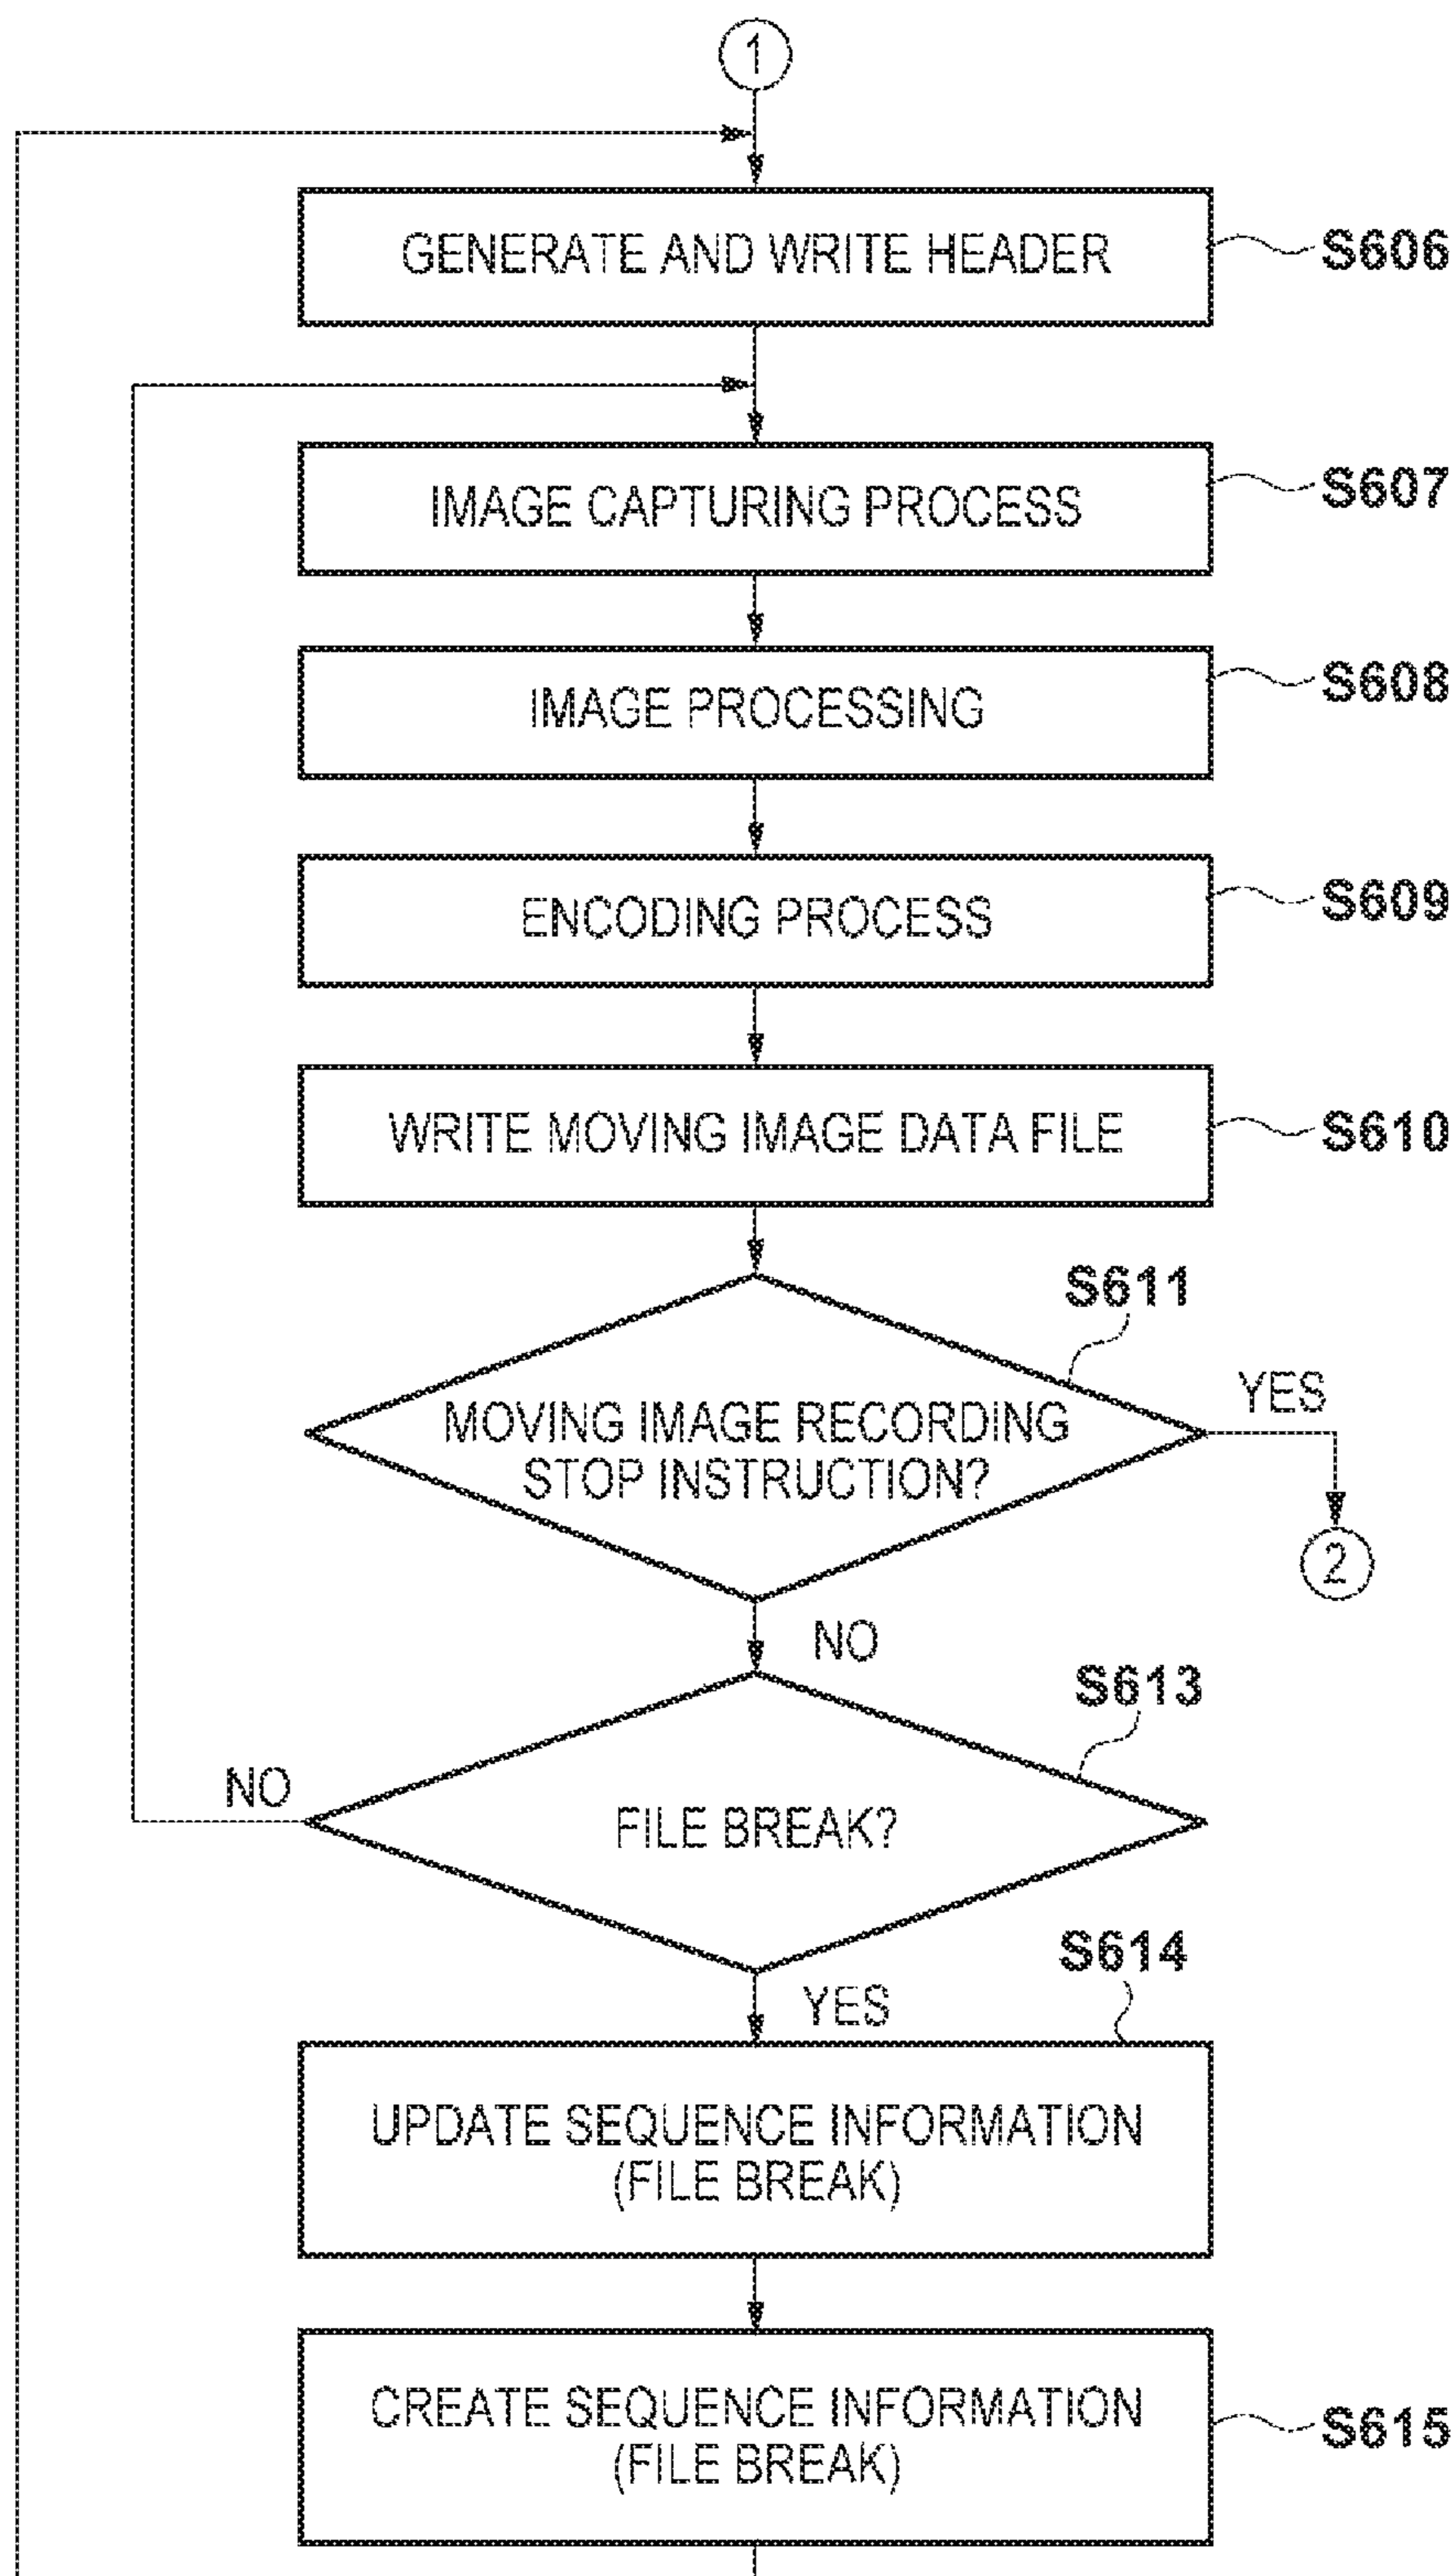 1
GENERATE AND WRITE HEADER
S606
IMAGE CAPTURING PROCESS
S607
IMAGE PROCESSING
S608
ENCODING PROCESS
S609
WRITE MOVING IMAGE DATA FILE
S610
S611
MOVING IMAGE RECORDING
STOP INSTRUCTION?
YES
2
NO
S613
FILE BREAK?
NO
YES
S614
UPDATE SEQUENCE INFORMATION
(FILE BREAK)
CREATE SEQUENCE INFORMATION
(FILE BREAK)
S615